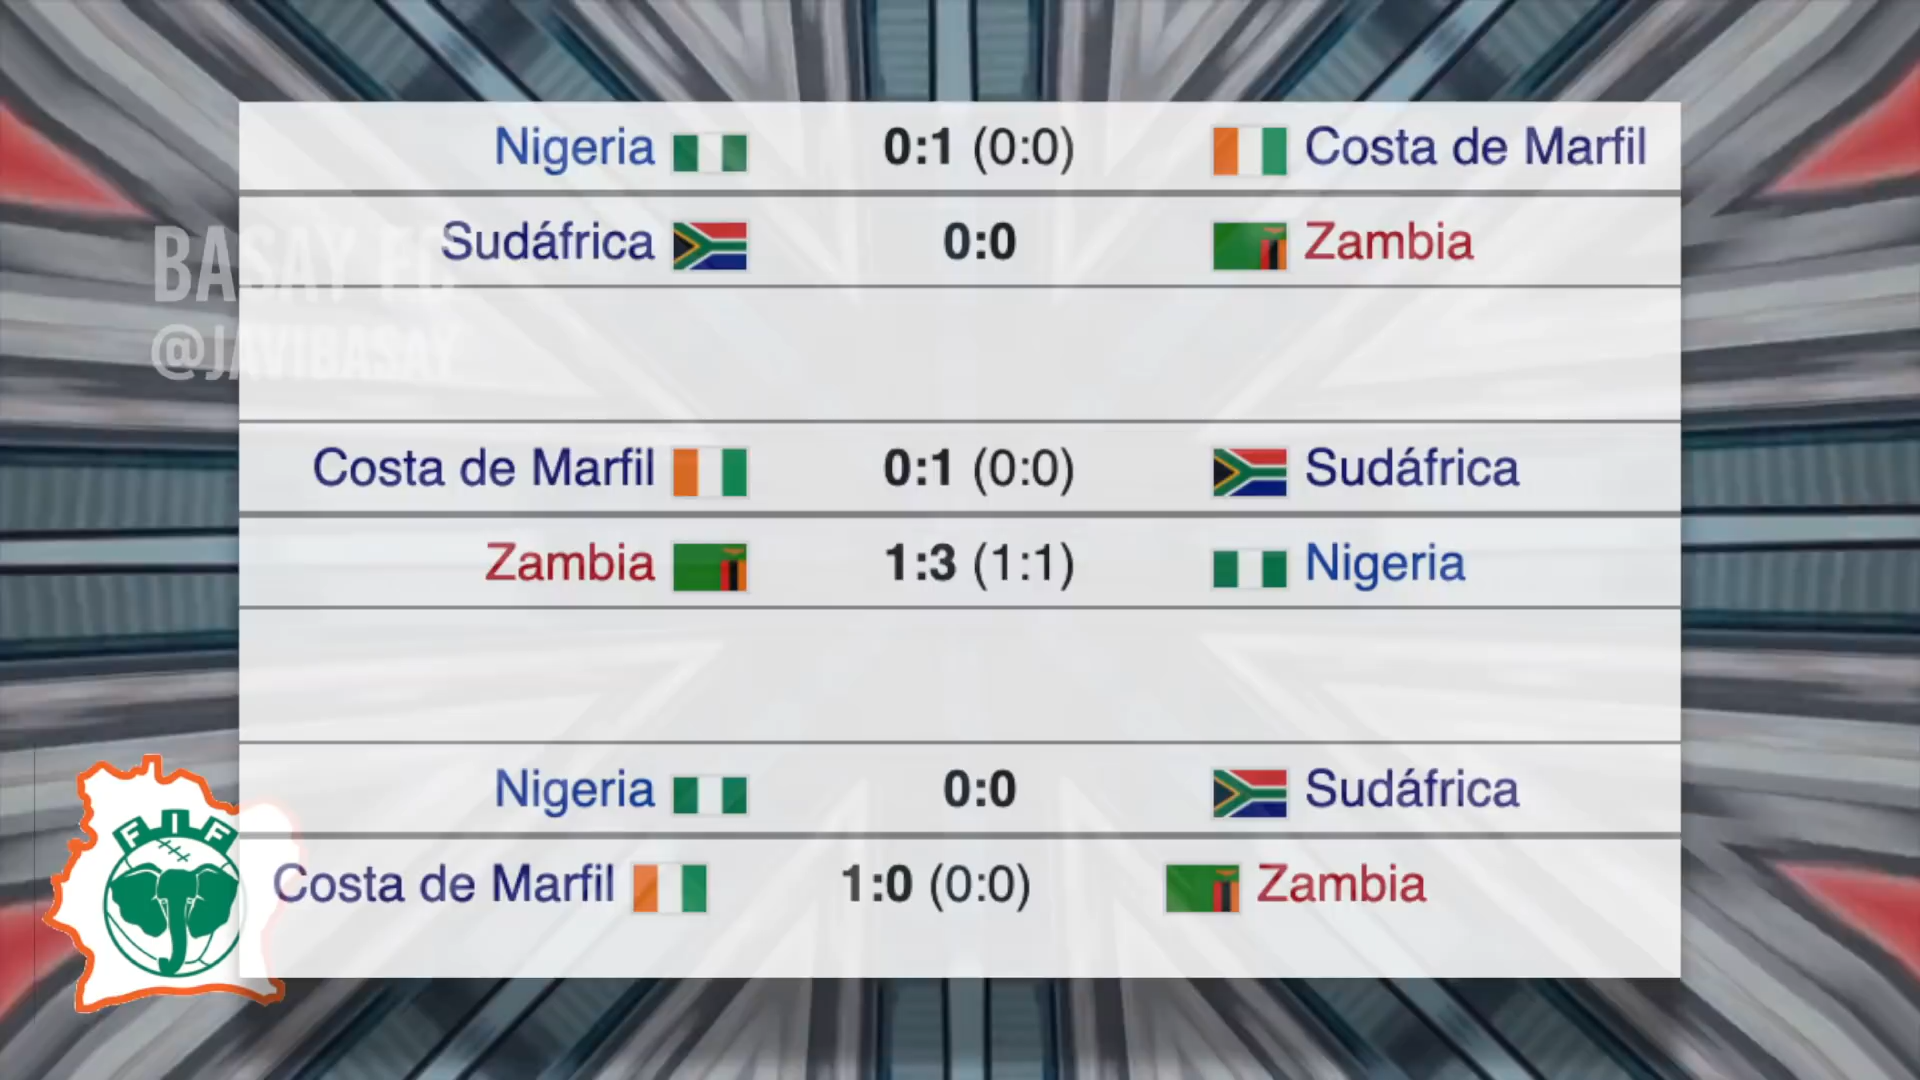 Nigeria 0:1 (0:0) Costa de Marfil
Sudáfrica 0:0 Zambia
BASAY FC
@JAVIBASAY
Costa de Marfil 0:1 (0:0) Sudáfrica
Zambia 1:3 (1:1) Nigeria
Nigeria 0:0 Sudáfrica
FIF
Costa de Marfil 1:0 (0:0) Zambia